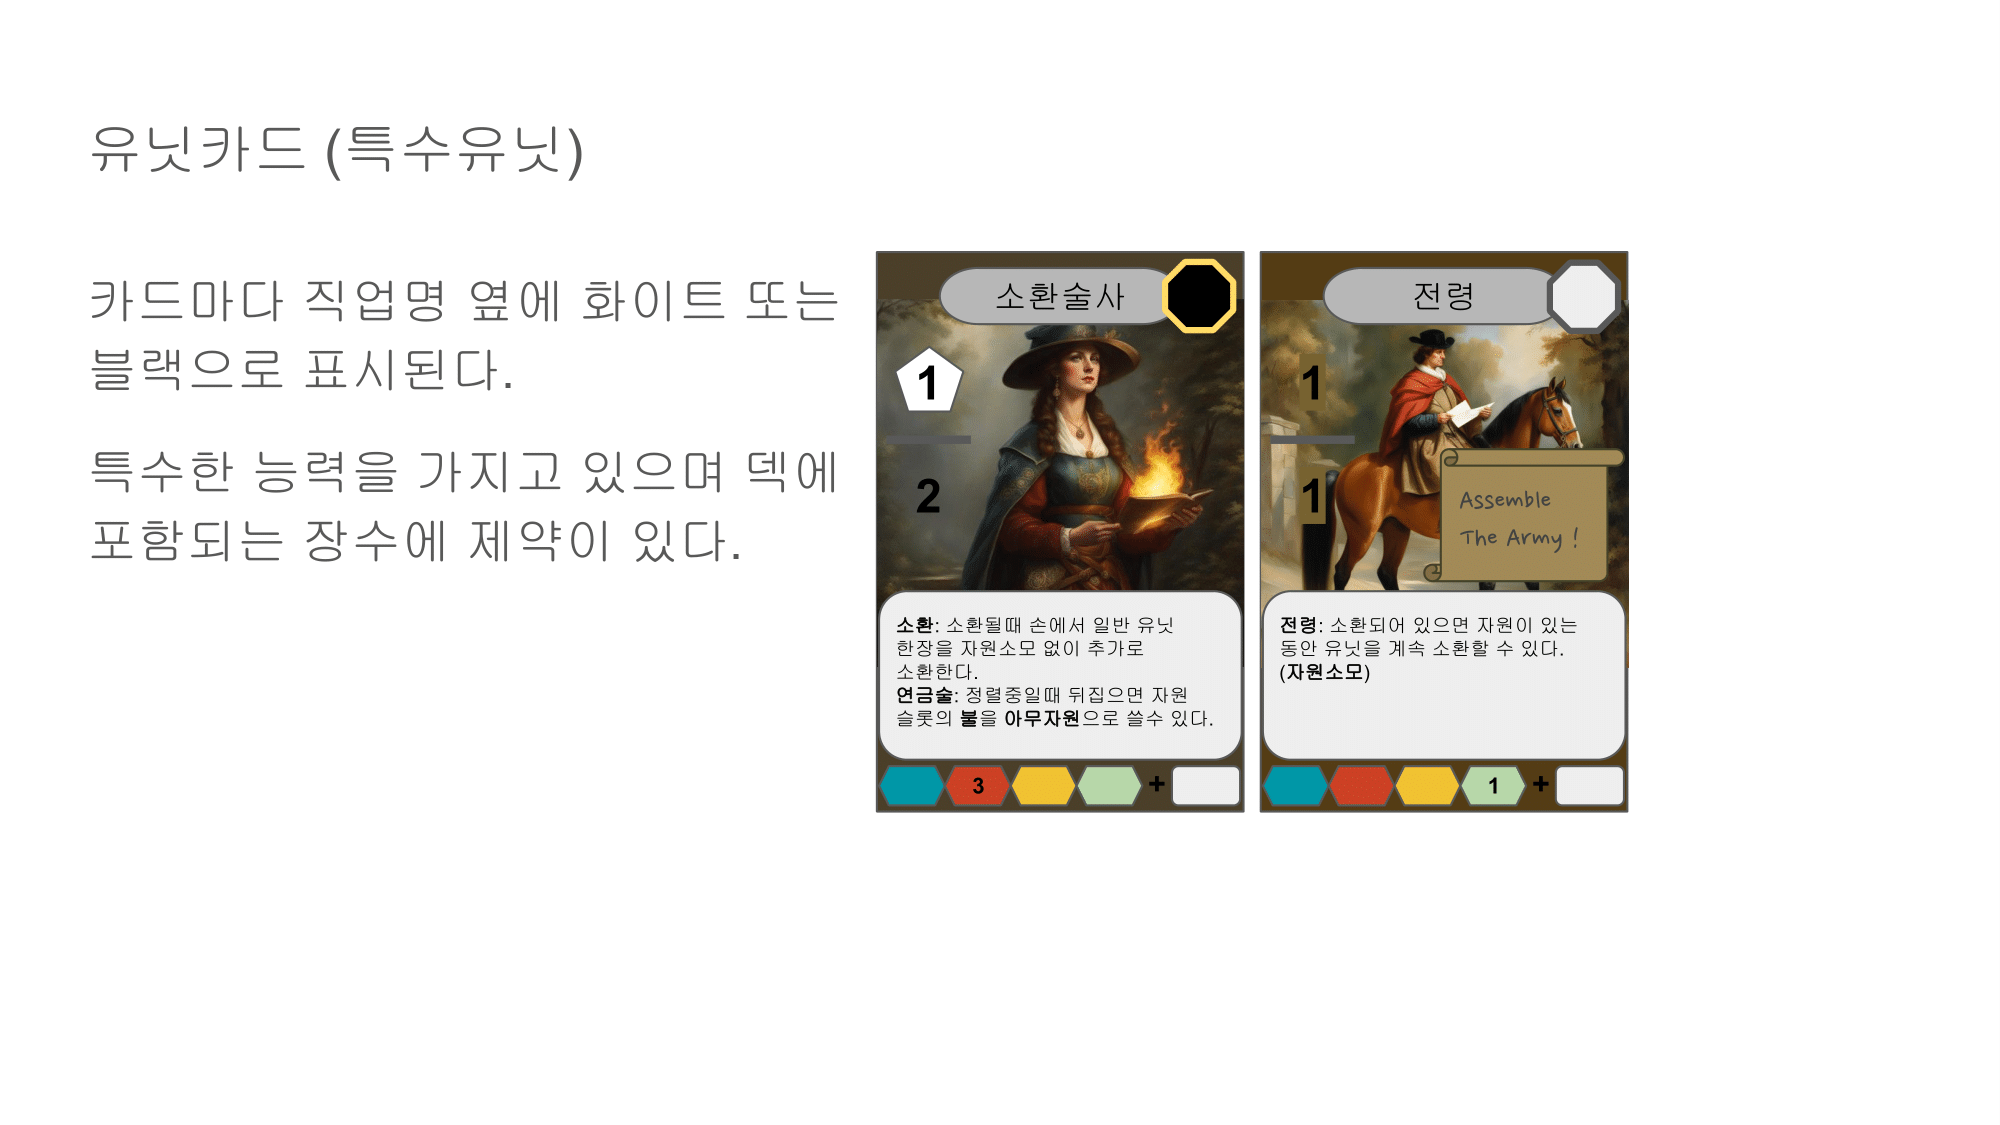 유닛카드 (특수유닛)
카드마다 직업명 옆에 화이트 또는
블랙으로 표시된다.
특수한 능력을 가지고 있으며 덱에
포함되는 장수에 제약이 있다.
소환술사
1
2
소환: 소환될때 손에서 일반 유닛
한장을 자원소모 없이 추가로
소환한다.
연금술: 정렬중일때 뒤집으면 자원
슬롯의 불을 아무자원으로 쓸수 있다.
3 +
전령
1
1
Assemble
The Army !
전령: 소환되어 있으면 자원이 있는
동안 유닛을 계속 소환할 수 있다.
(자원소모)
1 +